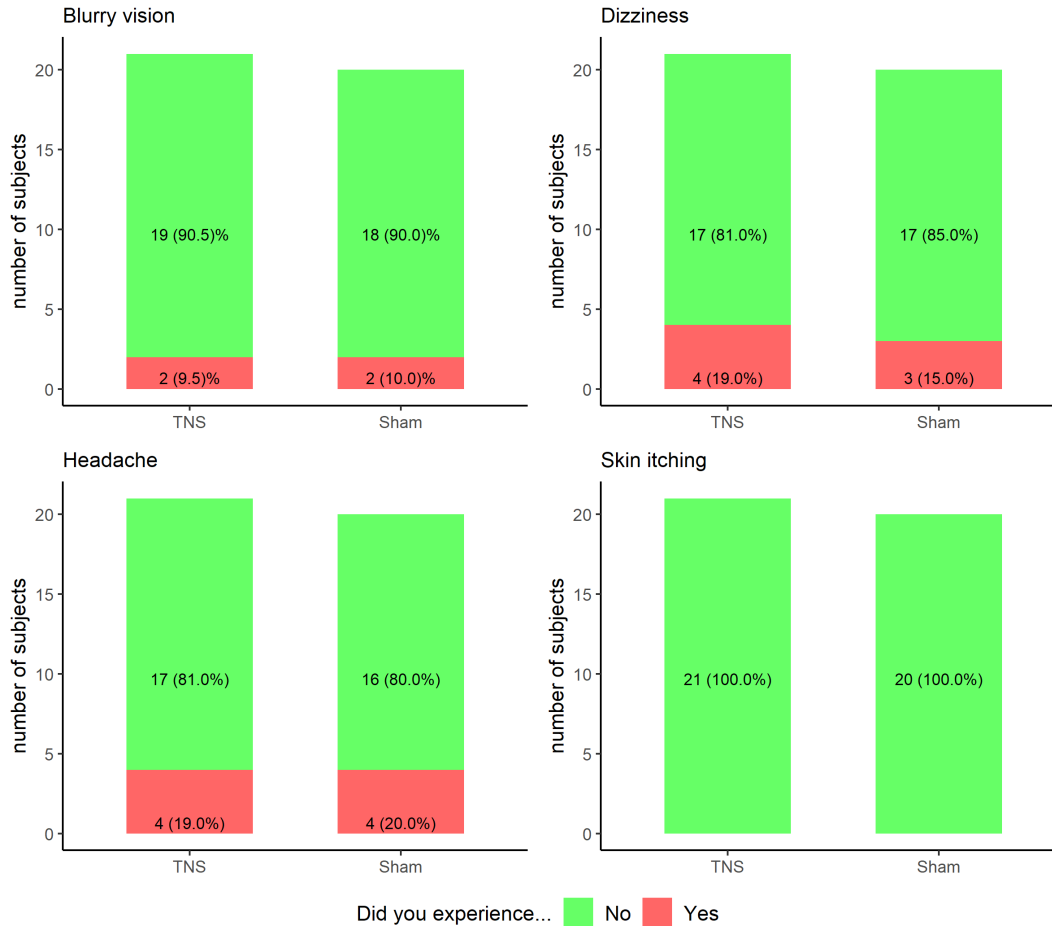 Blurry vision
number of subjects
20
15
10
5
0
19 (90.5)%
18 (90.0)%
2 (9.5)%
2 (10.0)%
TNS
Sham
Dizziness
number of subjects
20
15
10
5
0
17 (81.0%)
17 (85.0%)
4 (19.0%)
3 (15.0%)
TNS
Sham
Headache
number of subjects
20
15
10
5
0
17 (81.0%)
16 (80.0%)
4 (19.0%)
4 (20.0%)
TNS
Sham
Skin itching
number of subjects
20
15
10
5
0
21 (100.0%)
20 (100.0%)
TNS
Sham
Did you experience... No Yes